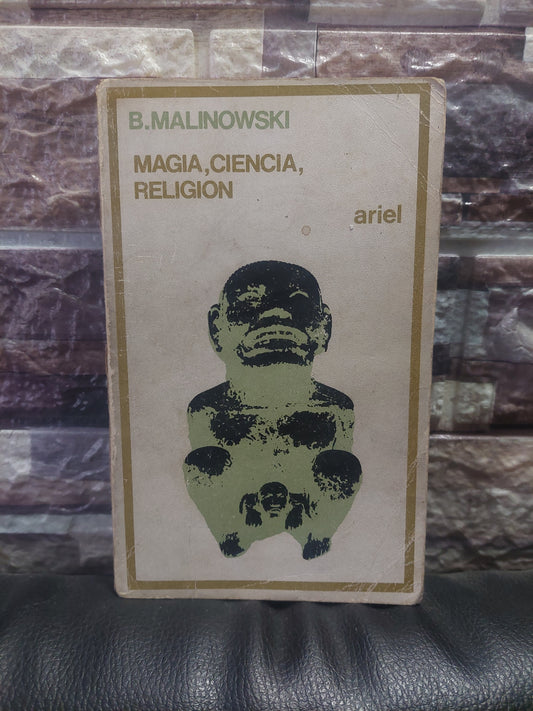 B.MALINOWSKI
MAGIA,CIENCIA,
RELIGION
ariel